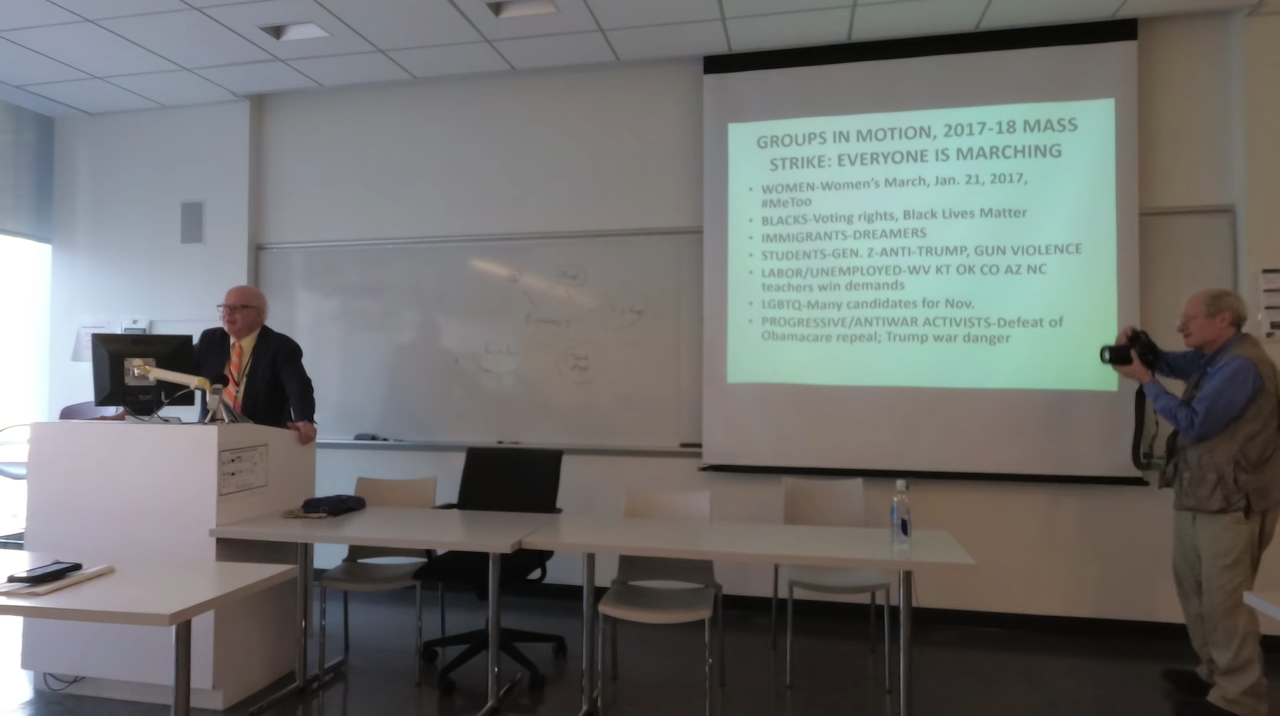 GROUPS IN MOTION, 2017-18 MASS
STRIKE: EVERYONE IS MARCHING
• WOMEN-Women's March, Jan. 21, 2017,
#MeToo
• BLACKS-Voting rights, Black Lives Matter
• IMMIGRANTS-DREAMERS
• STUDENTS-GEN. Z-ANTI-TRUMP, GUN VIOLENCE
• LABOR/UNEMPLOYED-WV KT OK CO AZ NC
teachers win demands
• LGBTQ-Many candidates for Nov.
• PROGRESSIVE/ANTIWAR ACTIVISTS-Defeat of
Obamacare repeal; Trump war danger